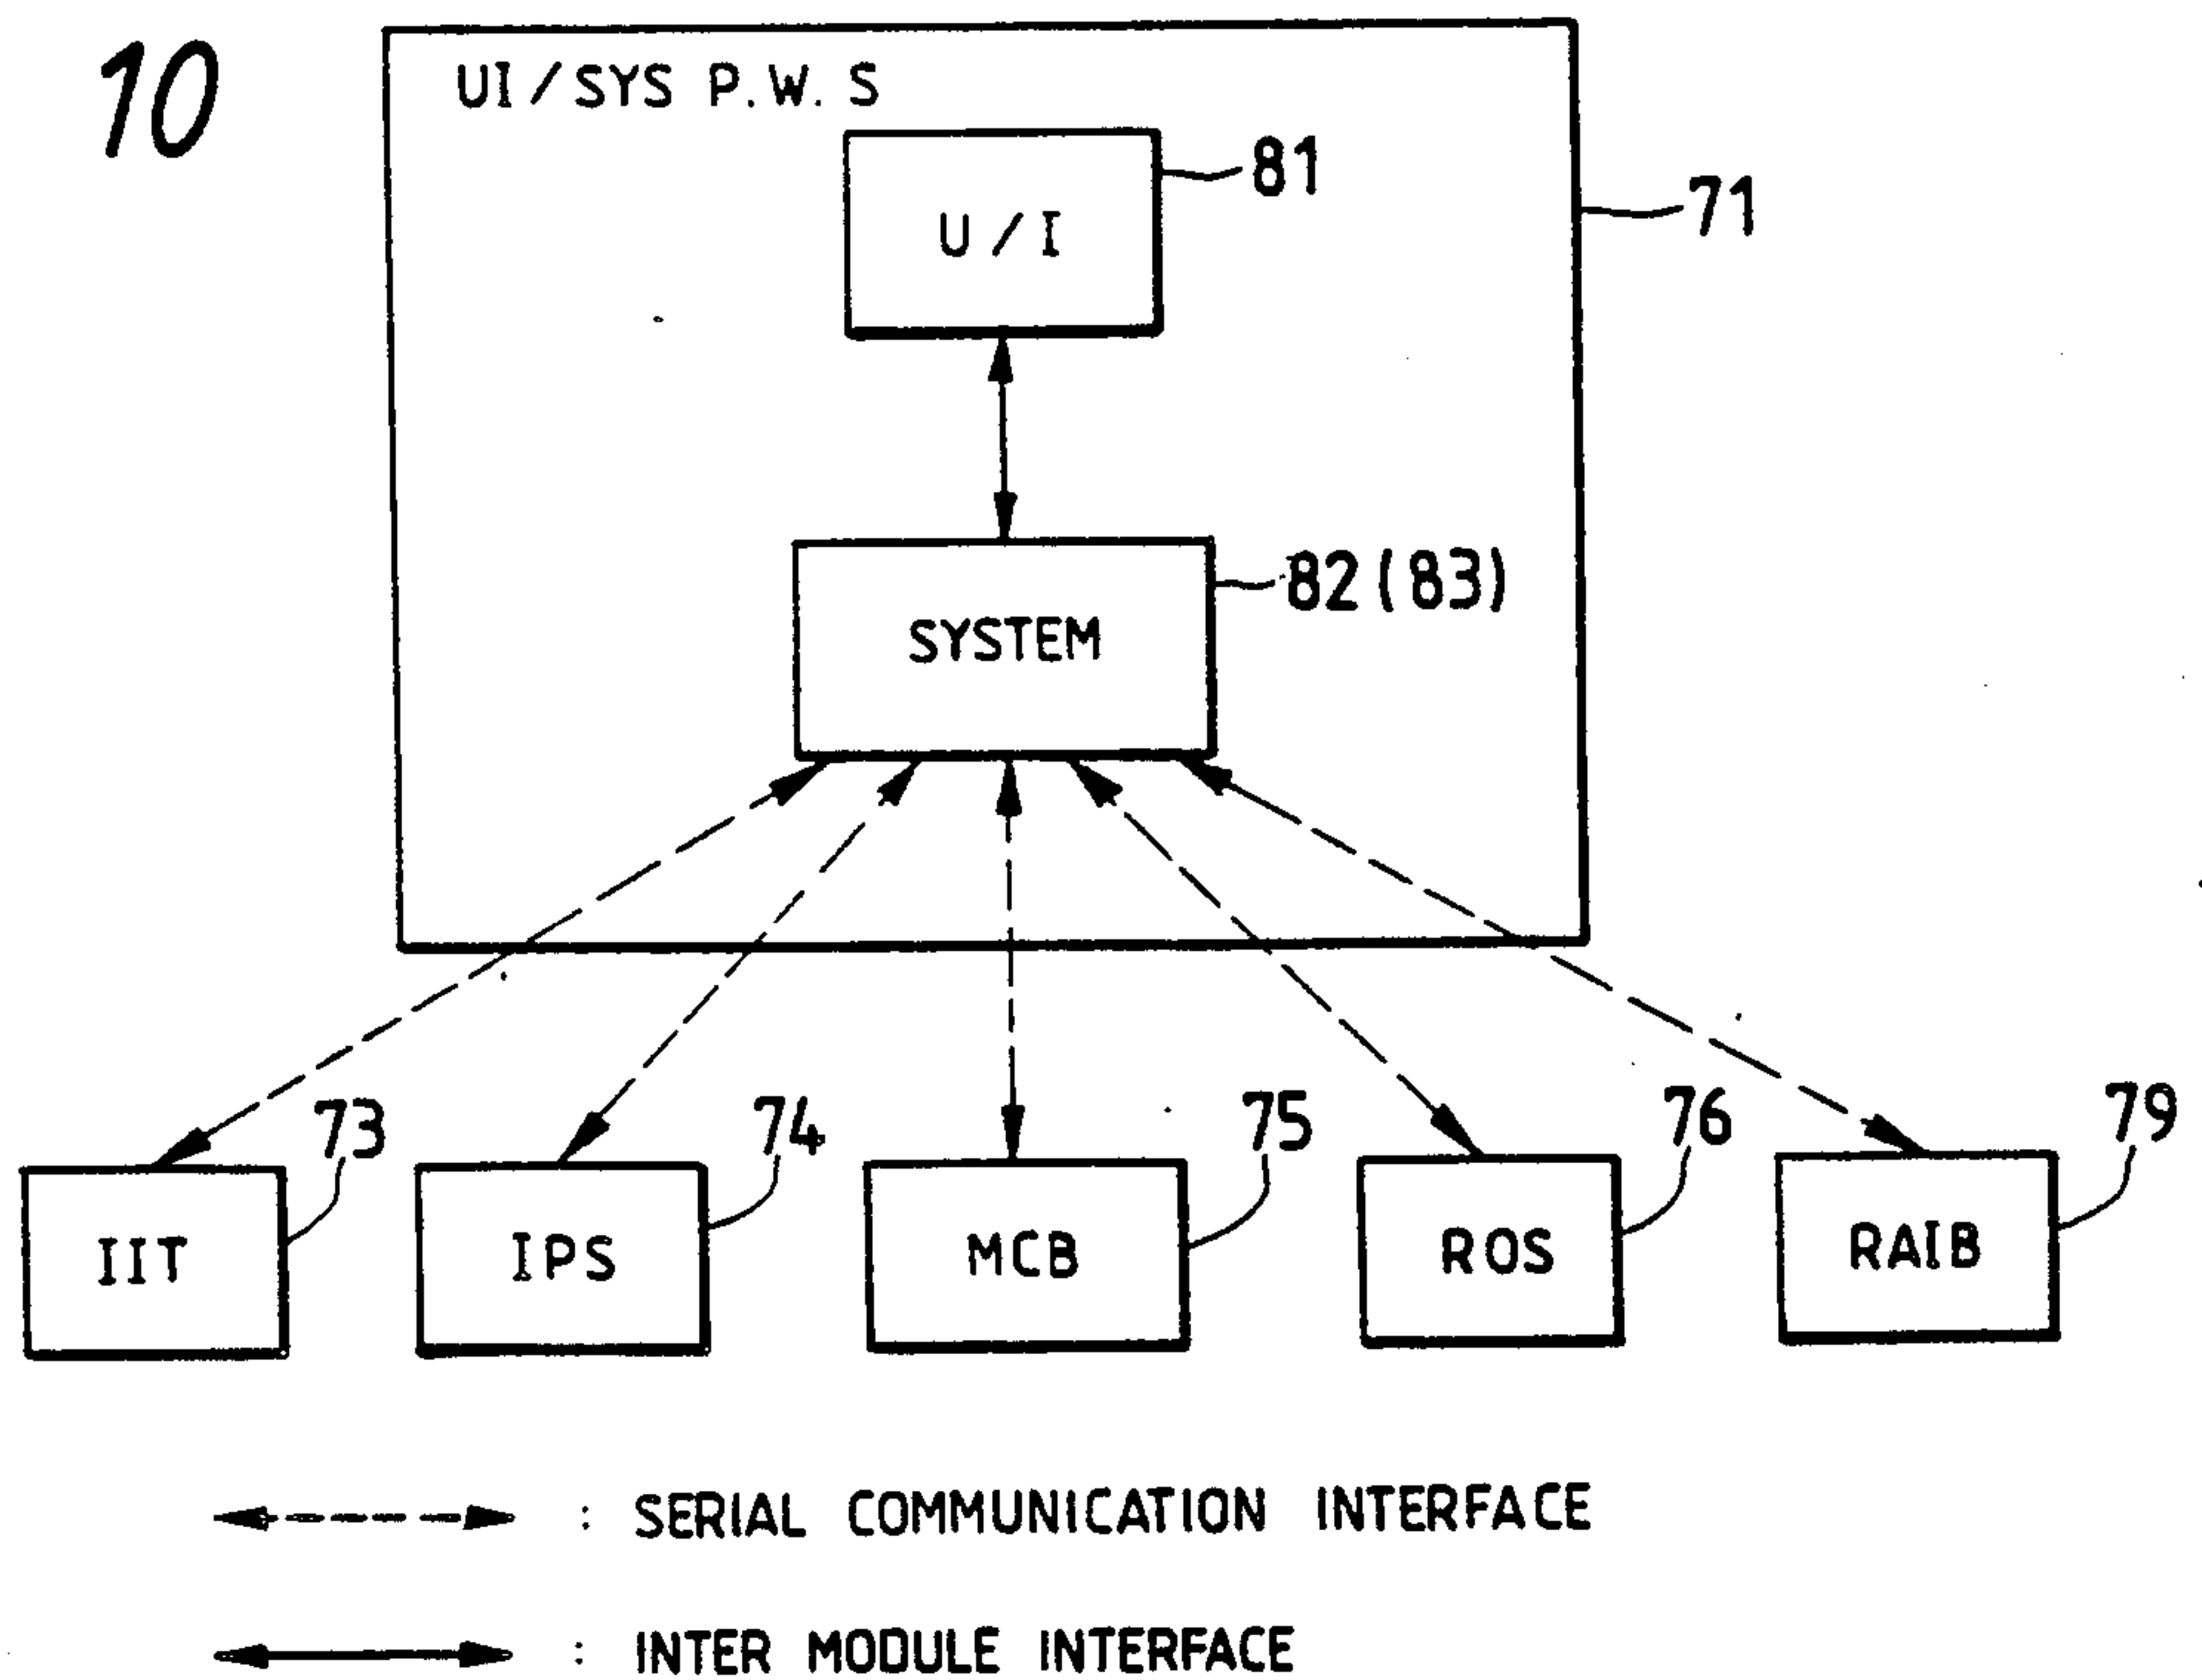 10
UI/SYS P.W.S
81
71
U/I
82(83)
SYSTEM
73
74
75
76
79
IIT
IPS
MCB
ROS
RAIB
: SERIAL COMMUNICATION INTERFACE
: INTER MODULE INTERFACE